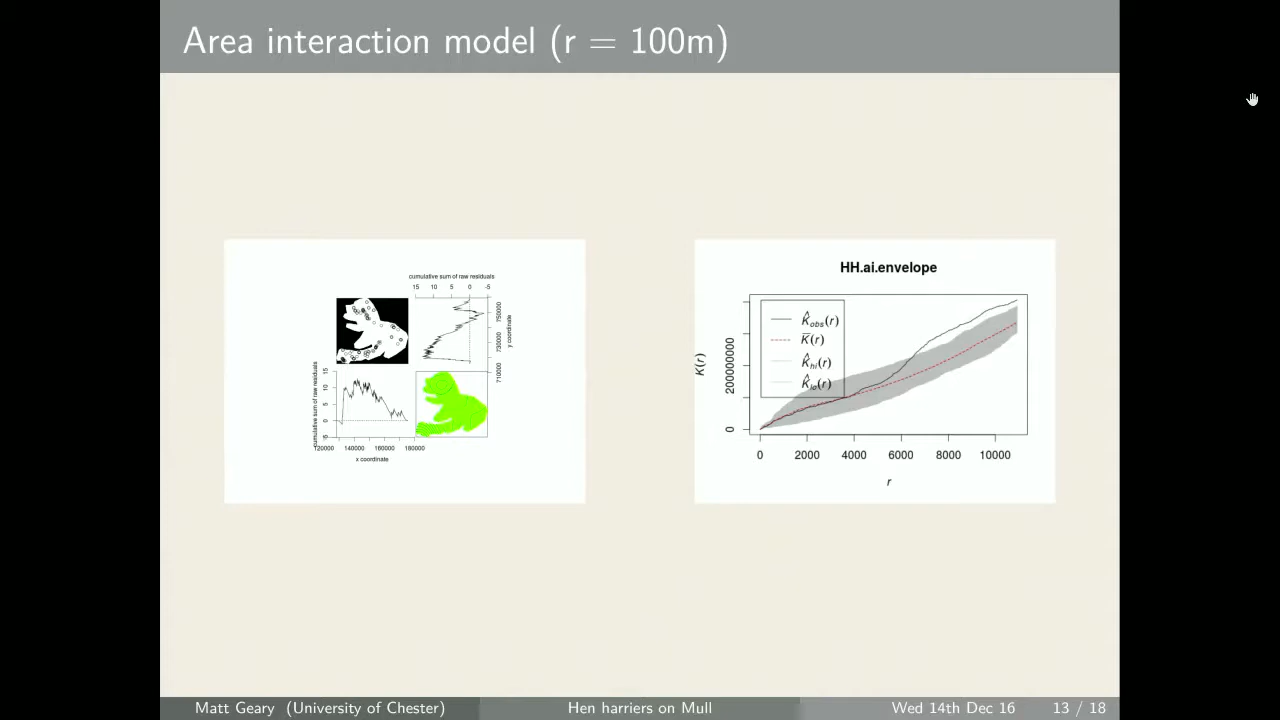 Area interaction model (r = 100m)
cumulative sum of raw residuals
15 10 5 0 -5
710000 730000 750000
y coordinate
cumulative sum of raw residuals
-5 0 5 10 15
120000 140000 160000 180000
x coordinate
HH.ai.envelope
K̂obs(r)
K̄(r)
K̂hi(r)
K̂lo(r)
K(r)
0
0 2000 4000 6000 8000 10000
r
Matt Geary (University of Chester) Hen harriers on Mull Wed 14th Dec 16 13 / 18